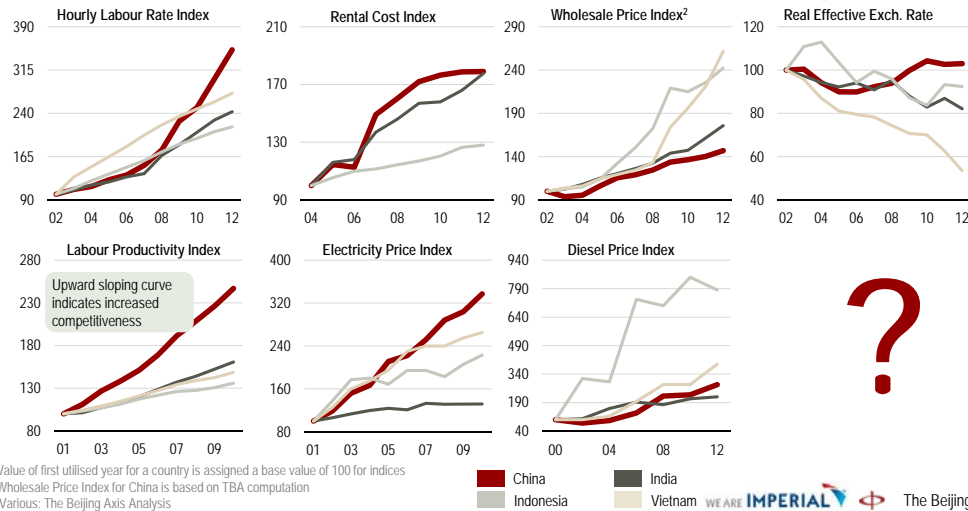 Hourly Labour Rate Index
390
315
240
165
90
02 04 06 08 10 12
Rental Cost Index
210
170
130
90
04 06 08 10 12
Wholesale Price Index²
290
240
190
140
90
02 04 06 08 10 12
Real Effective Exch. Rate
120
100
80
60
40
02 04 06 08 10 12
Labour Productivity Index
280
230
180
130
80
01 03 05 07 09
Upward sloping curve
indicates increased
competitiveness
Electricity Price Index
400
320
240
160
80
01 03 05 07 09
Diesel Price Index
940
790
640
490
340
190
40
00 02 04 06 08 10 12
?
Value of first utilised year for a country is assigned a base value of 100 for indices
Wholesale Price Index for China is based on TBA computation
Various; The Beijing Axis Analysis
China
India
Indonesia
Vietnam
WE ARE IMPERIAL
The Beijing